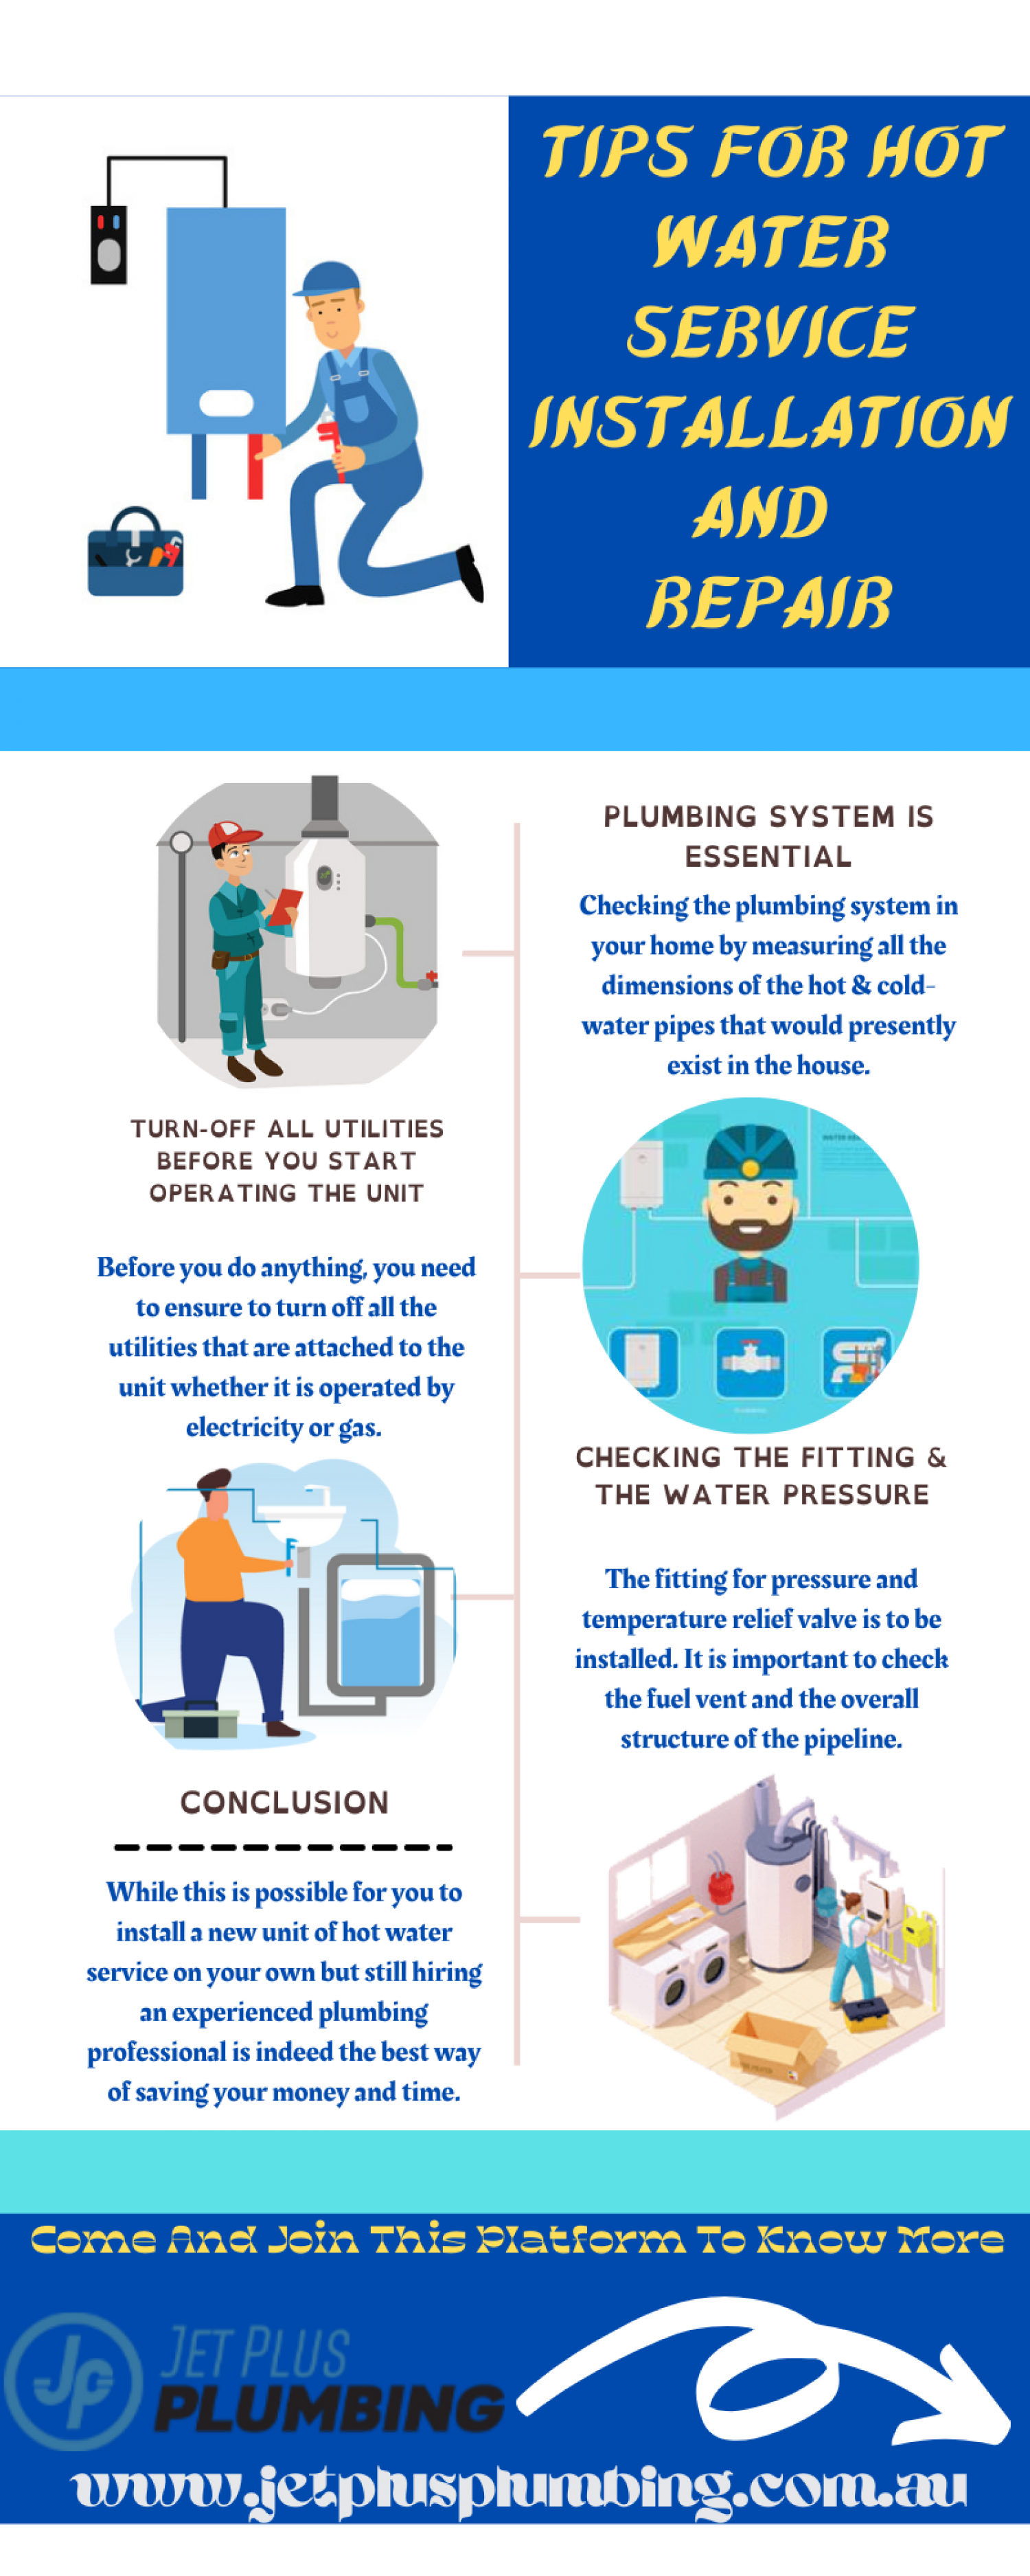 TIPS FOR HOT
WATER
SERVICE
INSTALLATION
AND
REPAIR
PLUMBING SYSTEM IS
ESSENTIAL
Checking the plumbing system in
your home by measuring all the
dimensions of the hot & cold-
water pipes that would presently
exist in the house.
TURN-OFF ALL UTILITIES
BEFORE YOU START
OPERATING THE UNIT
Before you do anything, you need
to ensure to turn off all the
utilities that are attached to the
unit whether it is operated by
electricity or gas.
CHECKING THE FITTING &
THE WATER PRESSURE
The fitting for pressure and
temperature relief valve is to be
installed. It is important to check
the fuel vent and the overall
structure of the pipeline.
CONCLUSION
While this is possible for you to
install a new unit of hot water
service on your own but still hiring
an experienced plumbing
professional is indeed the best way
of saving your money and time.
Come And Join This Platform To Know More
JP
JET PLUS
PLUMBING
www.jetplusplumbing.com.au